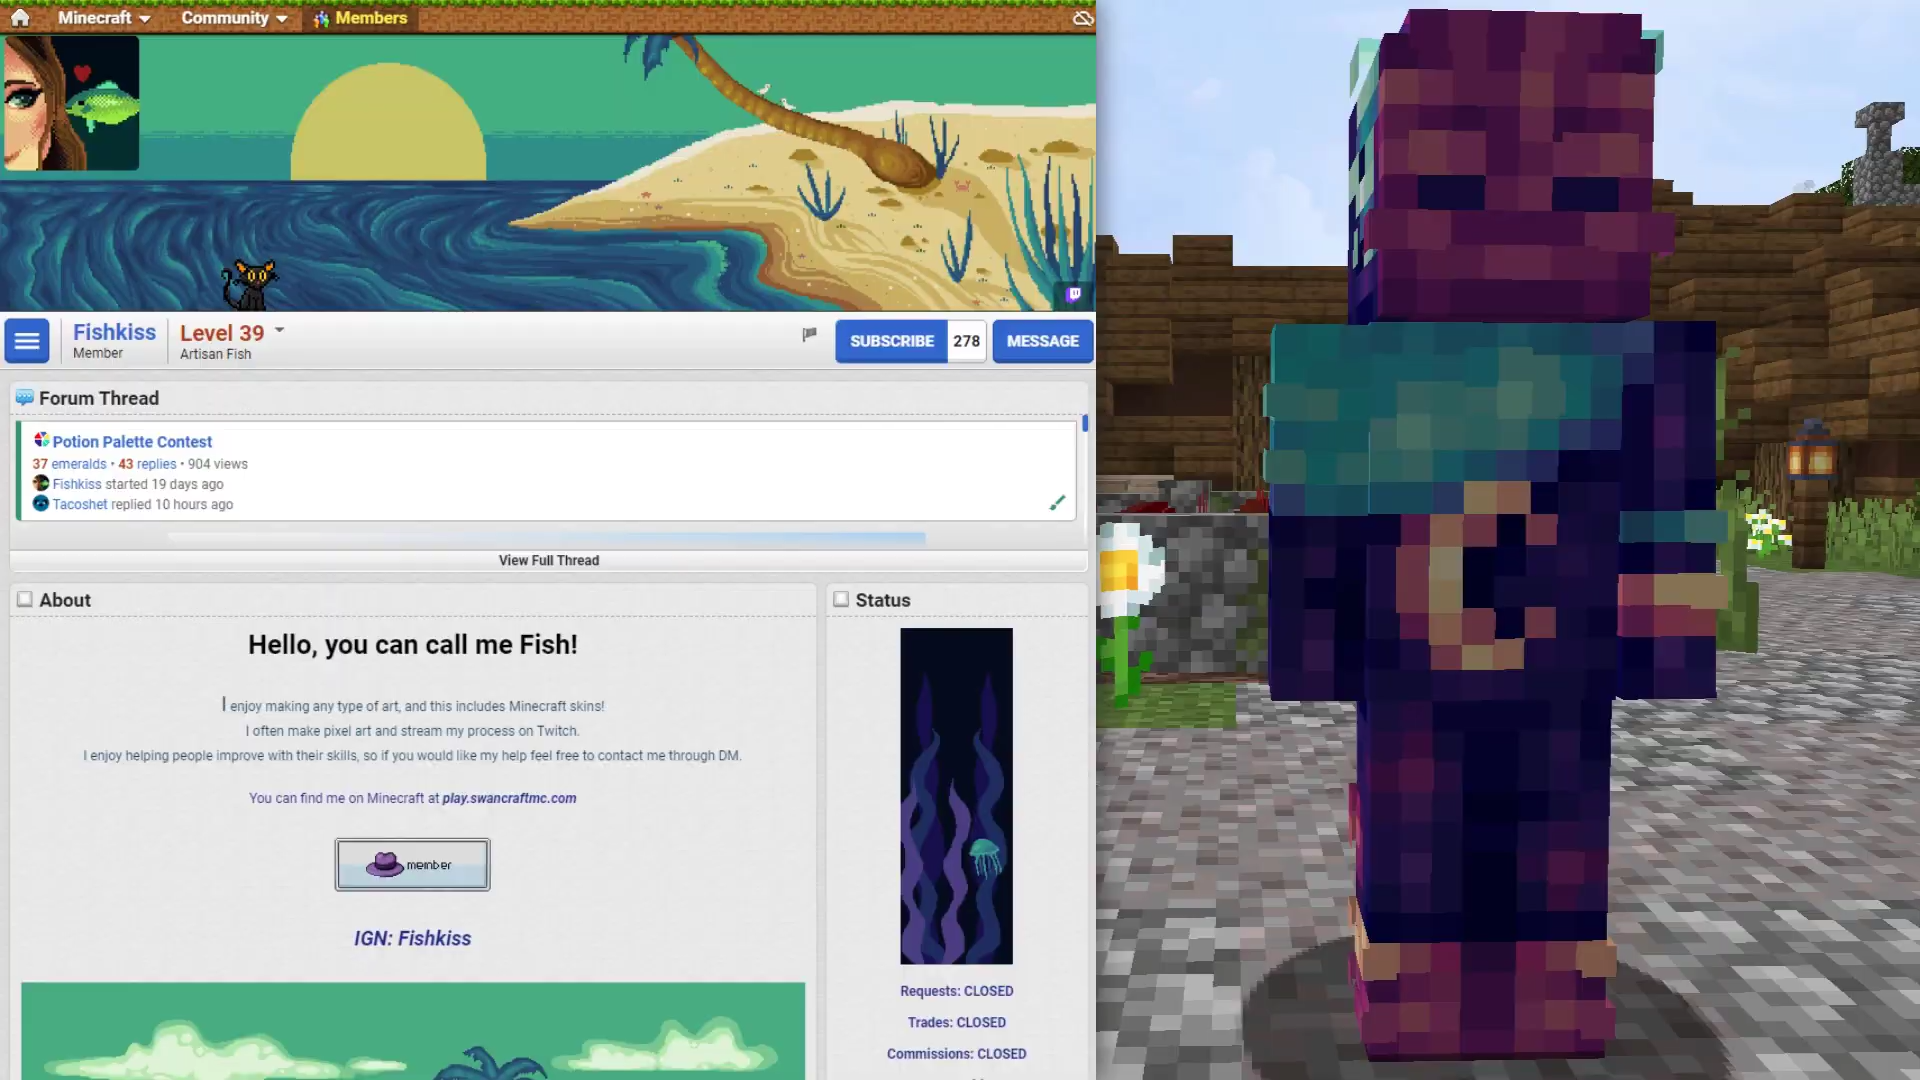 Minecraft
Community
Members
Fishkiss
Member
Level 39
Artisan Fish
SUBSCRIBE 278
MESSAGE
Forum Thread
Potion Palette Contest
37 emeralds • 43 replies • 904 views
Fishkiss started 19 days ago
Tacoshet replied 10 hours ago
View Full Thread
About
Hello, you can call me Fish!
I enjoy making any type of art, and this includes Minecraft skins!
I often make pixel art and stream my process on Twitch.
I enjoy helping people improve with their skills, so if you would like my help feel free to contact me through DM.
You can find me on Minecraft at play.swancraftmc.com
member
IGN: Fishkiss
Status
Requests: CLOSED
Trades: CLOSED
Commissions: CLOSED